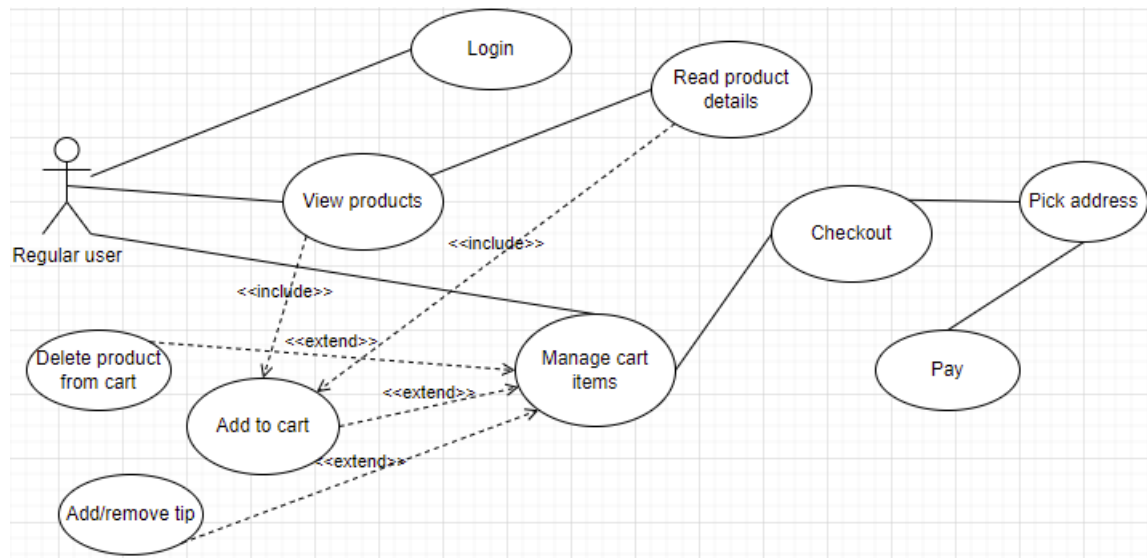 Login
Read product
details
View products
Pick address
Checkout
Regular user
<<include>>
<<include>>
<<extend>>
Delete product
from cart
Manage cart
items
Pay
<<extend>>
Add to cart
<<extend>>
Add/remove tip